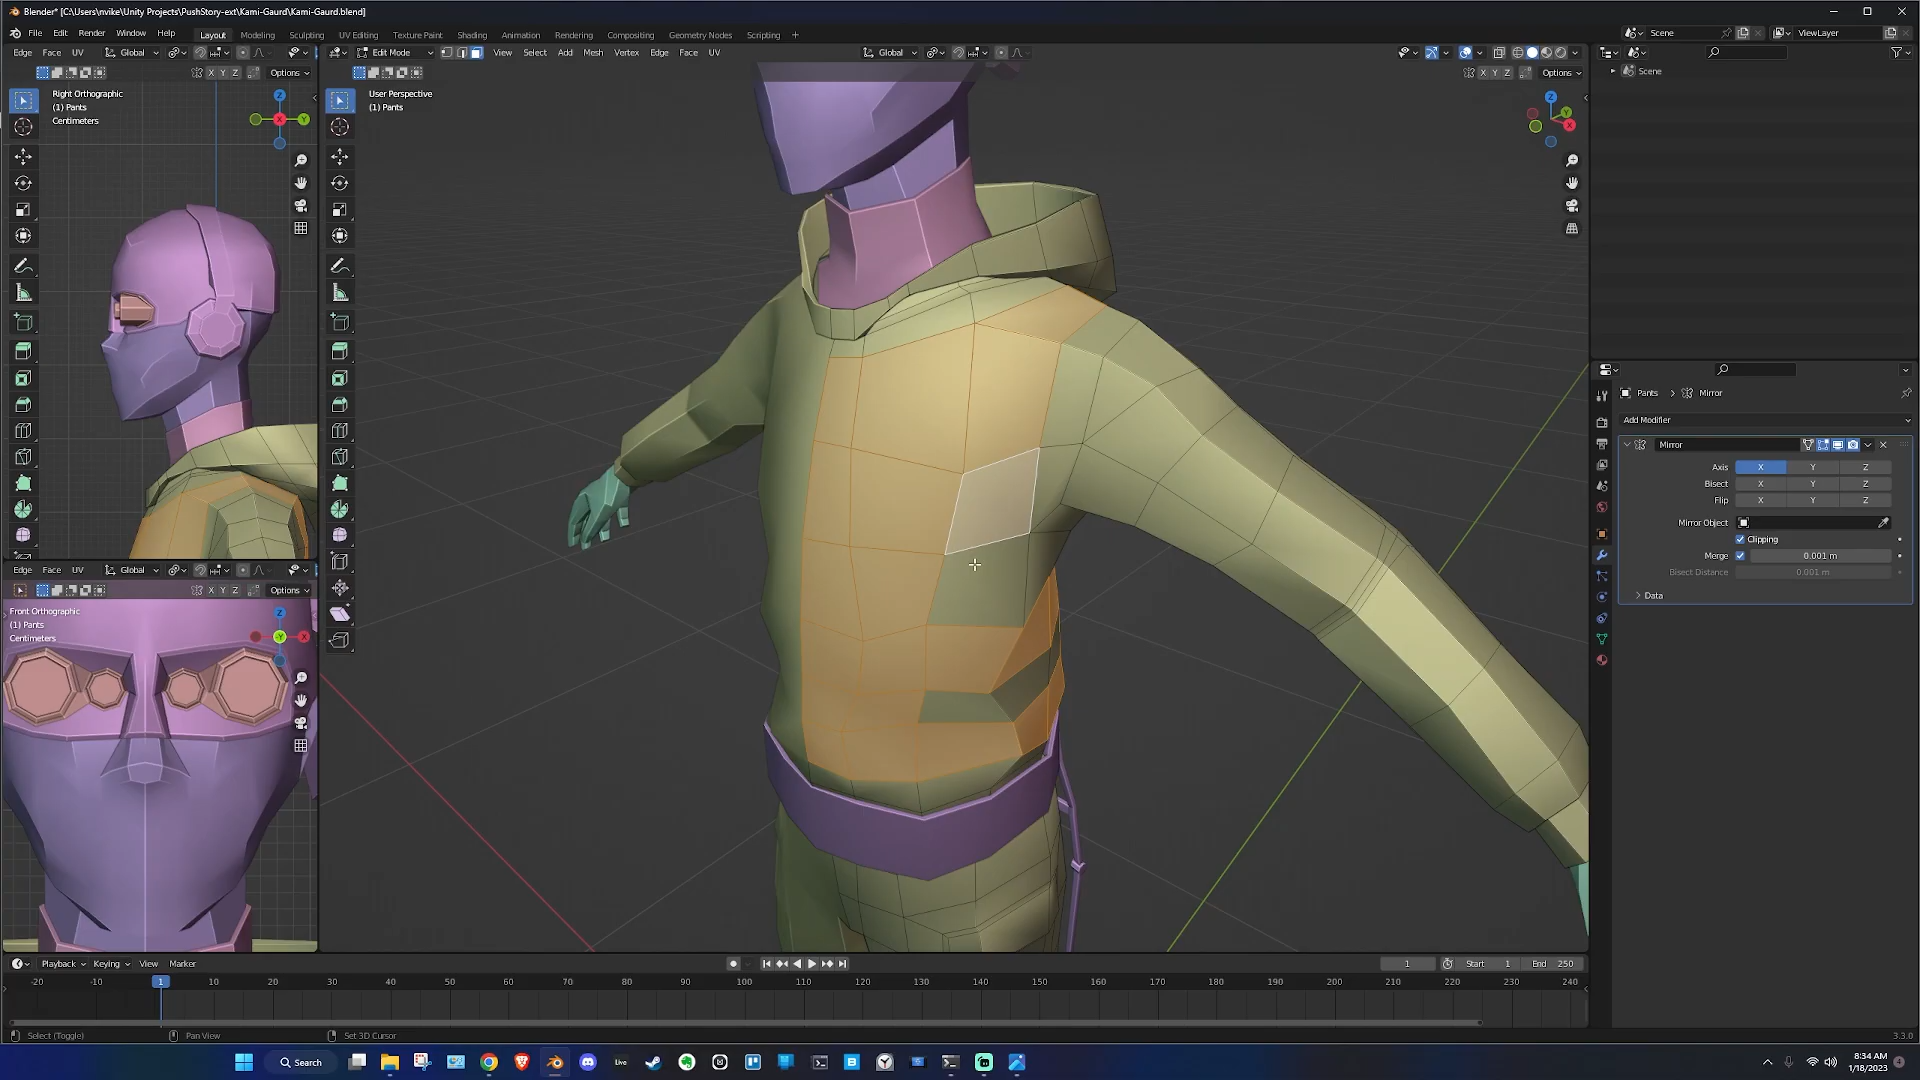 Blender* [C:\Users\nvike\Unity Projects\PushStory-ext\Kami-Gaurd\Kami-Gaurd.blend]
File Edit Render Window Help Layout Modeling Sculpting UV Editing Texture Paint Shading Animation Rendering Compositing Geometry Nodes Scripting + Scene ViewLayer
Edge Face UV Global Edit Mode View Select Add Mesh Vertex Edge Face UV Global
X Y Z Options X Y Z Options Scene
Right Orthographic
(1) Pants
Centimeters
User Perspective
(1) Pants
Pants > Mirror
Add Modifier
Mirror
Axis X Y Z
Bisect X Y Z
Flip X Y Z
Mirror Object
Clipping
Merge 0.001 m
Bisect Distance 0.001 m
Data
Edge Face UV Global
X Y Z Options
Front Orthographic
(1) Pants
Centimeters
Playback Keying View Marker 1 Start 1 End 250
-20 -10 1 10 20 30 40 50 60 70 80 90 100 110 120 130 140 150 160 170 180 190 200 210 220 230 240
Select (Toggle) Pan View Set 3D Cursor 3.3.0
Search Live 8:34 AM
1/18/2023